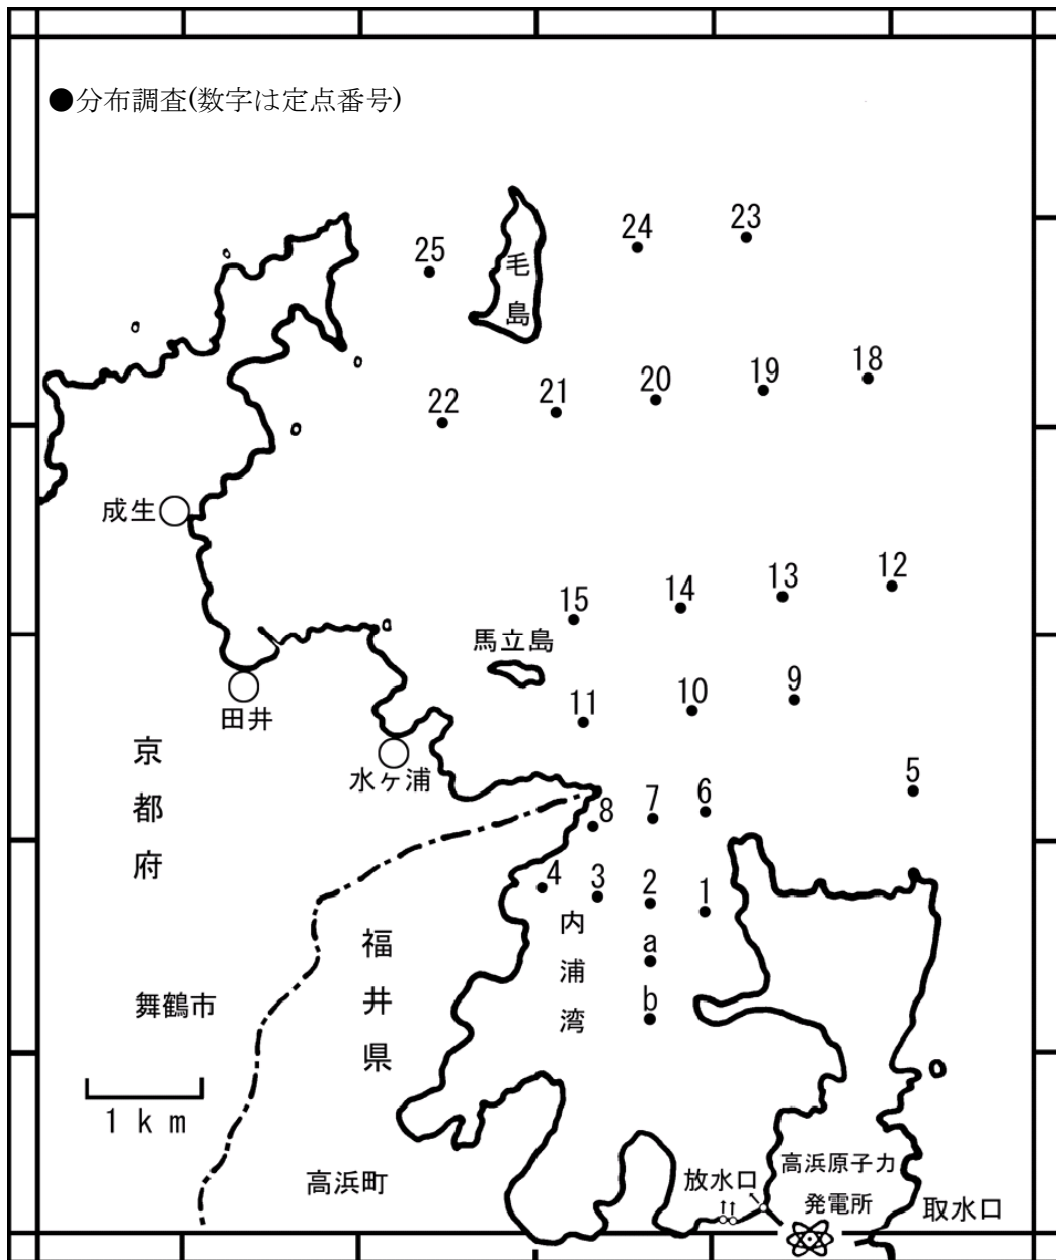 ●分布調査(数字は定点番号)
23
24
25
毛
島
18
19
20
21
22
成生
12
13
14
15
馬立島
9
10
11
田井
京
都
府
水ヶ浦
5
6
7
8
4
3
2
1
内
浦
湾
a
b
福
井
県
舞鶴市
1km
高浜町
放水口
高浜原子力
発電所
取水口